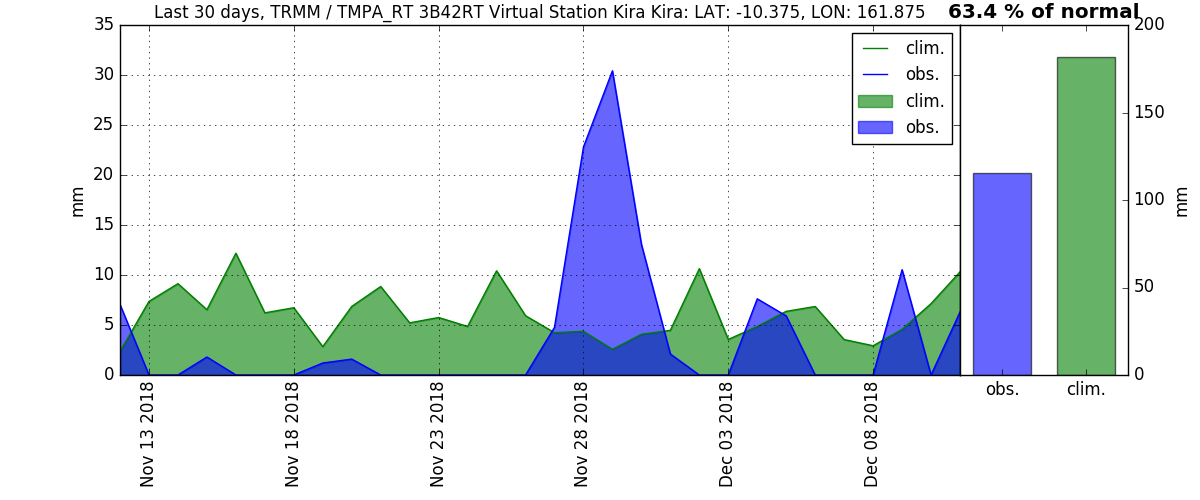 Last 30 days, TRMM / TMPA_RT 3B42RT Virtual Station Kira Kira: LAT: -10.375, LON: 161.875
63.4 % of normal
35
30
25
20
15
10
5
0
mm
clim.
obs.
clim.
obs.
Nov 13 2018
Nov 18 2018
Nov 23 2018
Nov 28 2018
Dec 03 2018
Dec 08 2018
200
150
100
50
0
mm
obs.
clim.